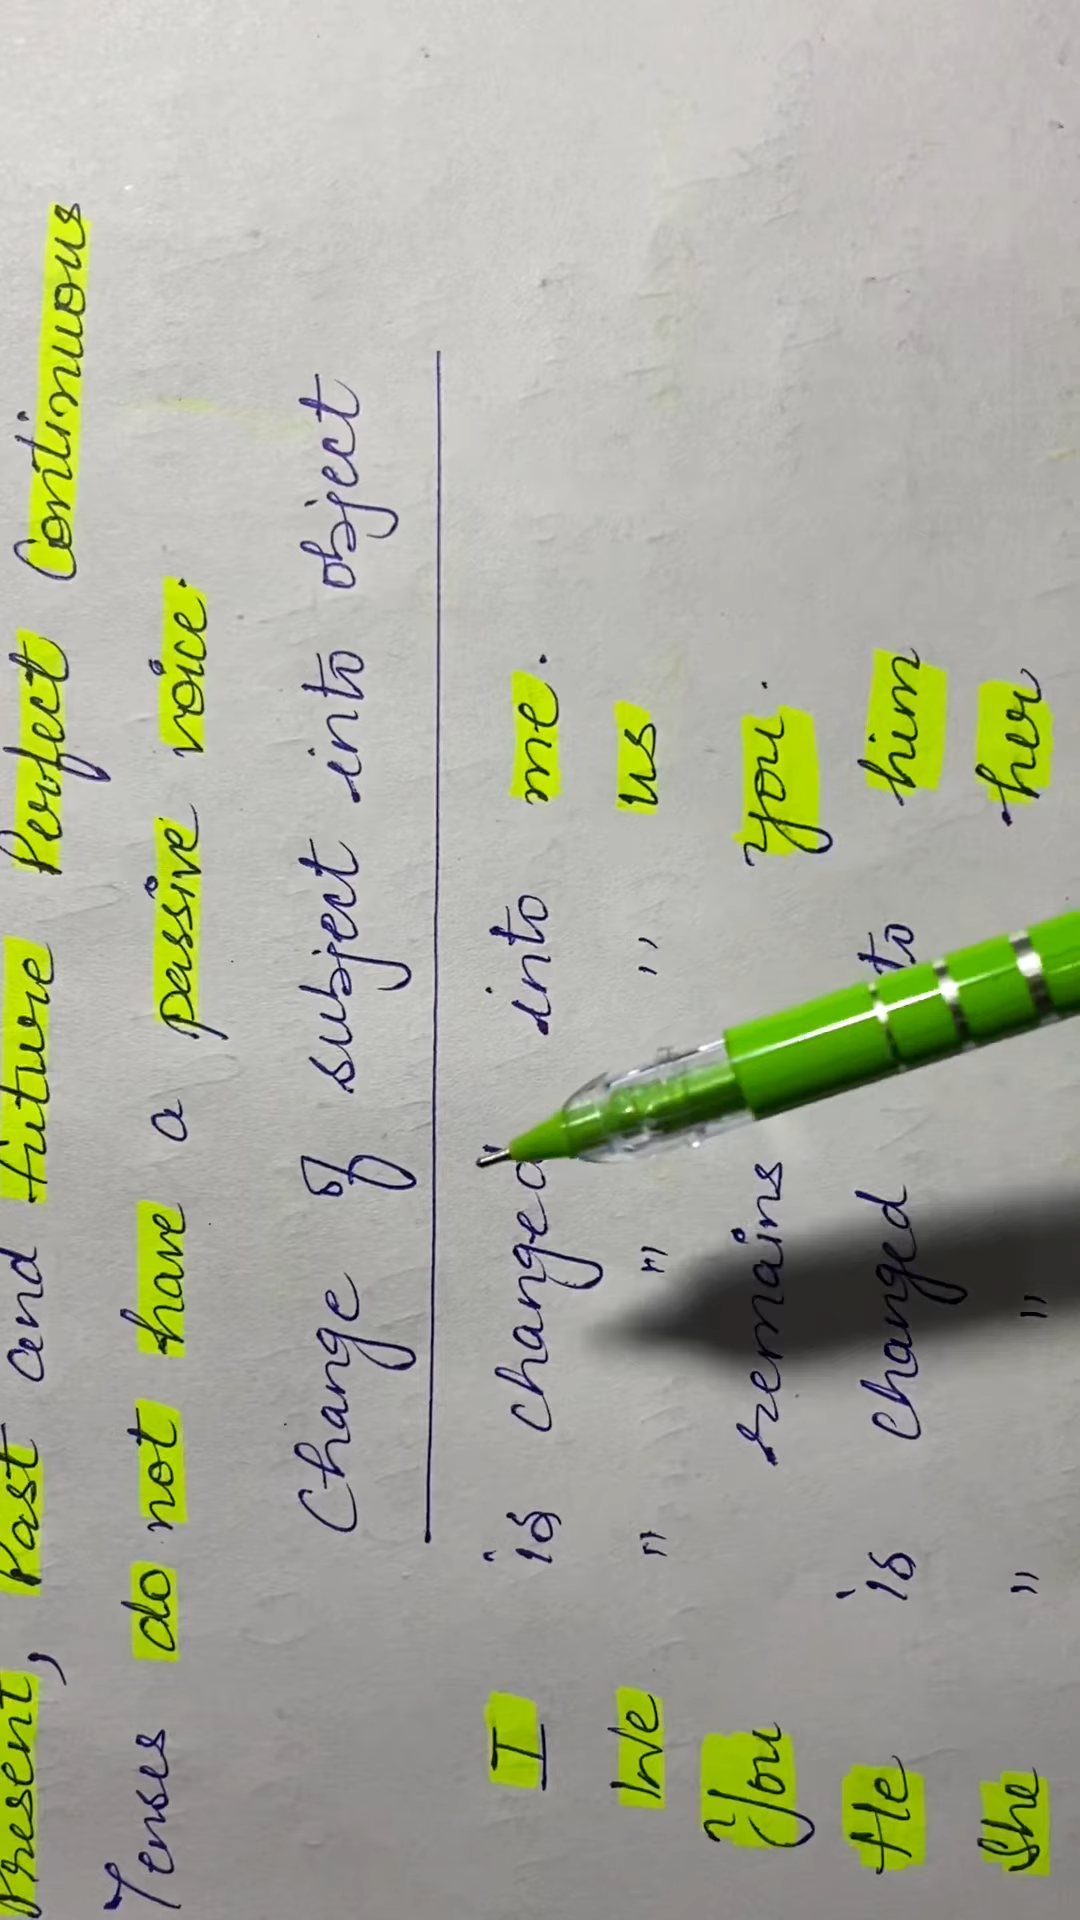 Present, Past and future Perfect Continuous
Tenses do not have a passive voice.
Change of subject into object
I is changed into me.
We " " " us
You remains you.
He is changed to him
She " " her